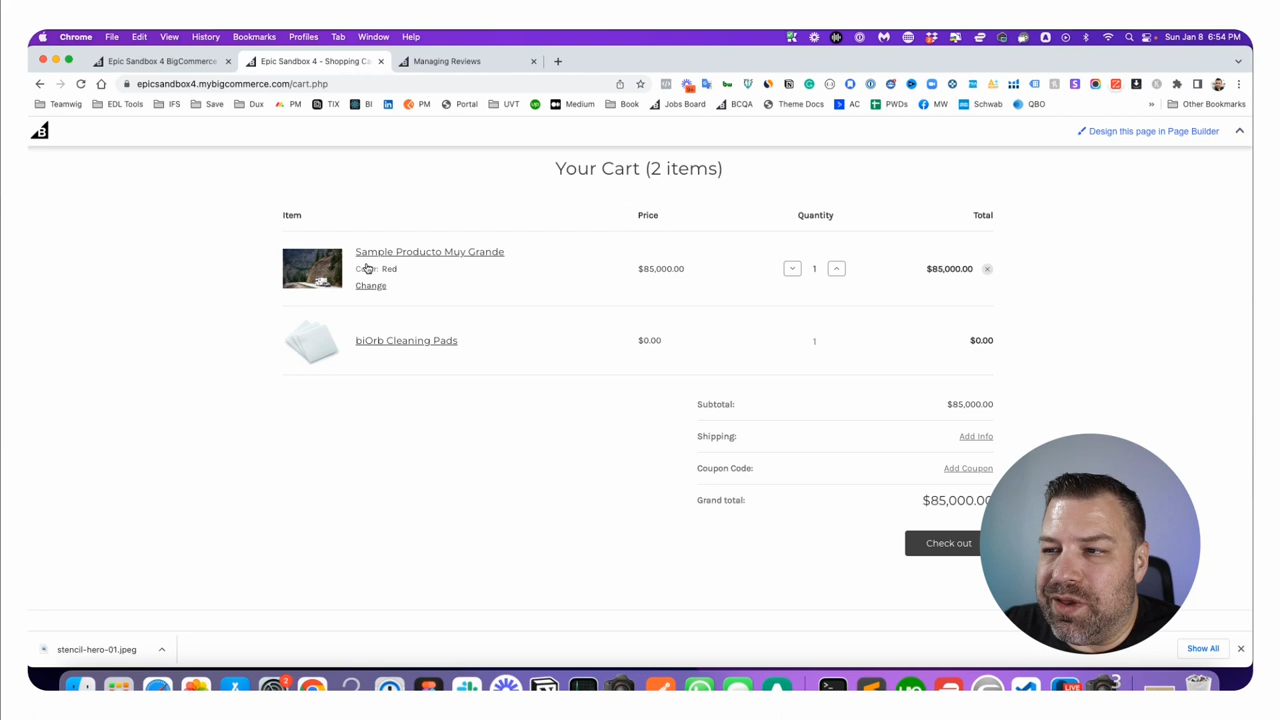 Chrome File Edit View History Bookmarks Profiles Tab Window Help Sun Jan 8 6:54 PM
Epic Sandbox 4 BigCommerce Epic Sandbox 4 - Shopping Ca Managing Reviews
epicsandbox4.mybigcommerce.com/cart.php
Teamwig EDL Tools IFS Save Dux PM TIX BI PM Portal UVT Medium Book Jobs Board BCQA Theme Docs AC PWDs MW Schwab QBO Other Bookmarks
Design this page in Page Builder
Your Cart (2 items)
Item Price Quantity Total
Sample Producto Muy Grande
Red
$85,000.00 1 $85,000.00
Change
biOrb Cleaning Pads $0.00 1 $0.00
Subtotal: $85,000.00
Shipping: Add Info
Coupon Code: Add Coupon
Grand total: $85,000.00
Check out
stencil-hero-01.jpeg Show All